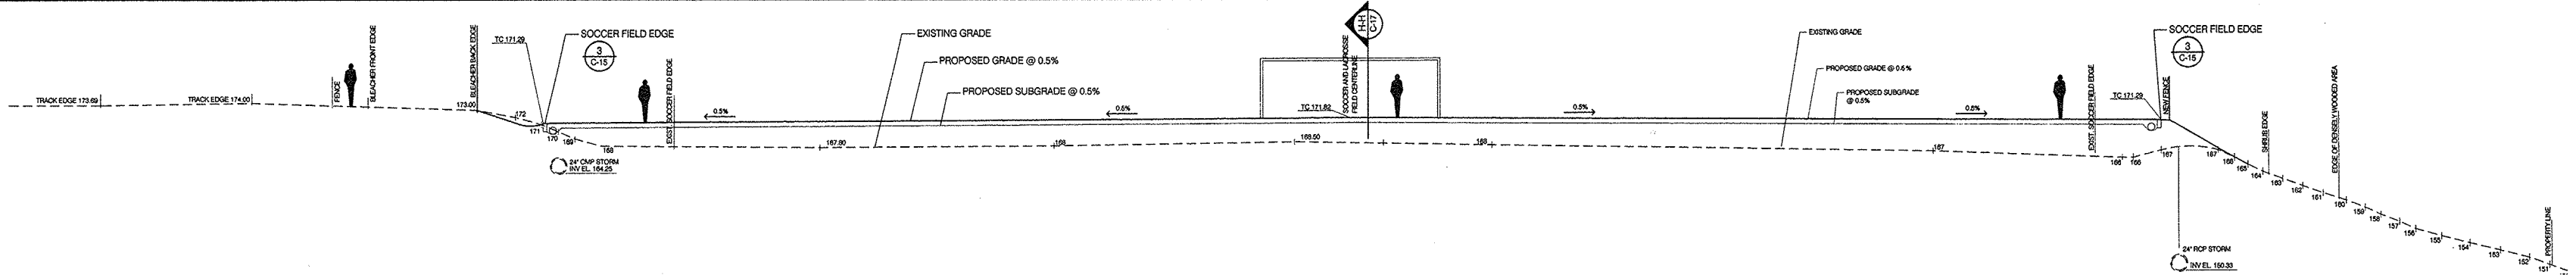 TRACK EDGE 173.69
TRACK EDGE 174.00
FENCE
BLEACHER FRONT EDGE
BLEACHER BACK EDGE
173.00
172
TC 171.29
SOCCER FIELD EDGE
3
C-15
171
170
169
168
24" CMP STORM
INV EL. 164.25
EXIST. SOCCER FIELD EDGE
0.5%
EXISTING GRADE
PROPOSED GRADE @ 0.5%
PROPOSED SUBGRADE @ 0.5%
167.80
168
0.5%
H-H
C-17
SOCCER AND LACROSSE
FIELD CENTERLINE
TC 171.82
168.50
168
0.5%
EXISTING GRADE
PROPOSED GRADE @ 0.5%
PROPOSED SUBGRADE
@ 0.5%
167
0.5%
EXIST. SOCCER FIELD EDGE
TC 171.29
SOCCER FIELD EDGE
3
C-15
NEW FENCE
166
166
167
167
166
165
164
163
162
161
160
159
158
157
156
155
154
153
152
151
SHRUB EDGE
EDGE OF DENSELY WOODED AREA
PROPERTY LINE
24" RCP STORM
INV EL. 150.33